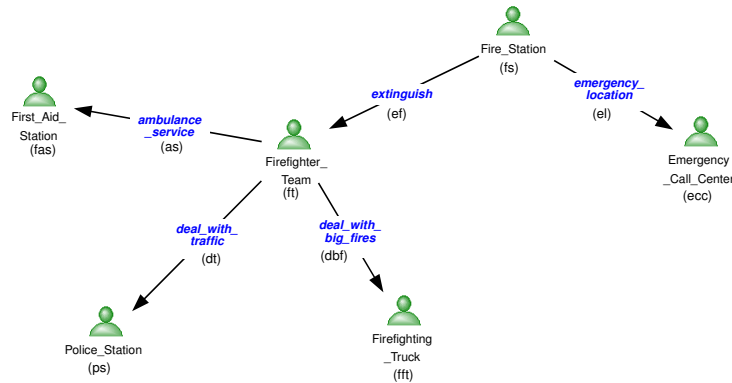 Fire_Station
(fs)
extinguish
(ef)
emergency_
location
(el)
First_Aid_
Station
(fas)
ambulance
_service
(as)
Firefighter_
Team
(ft)
Emergency
_Call_Center
(ecc)
deal_with_
traffic
(dt)
deal_with_
big_fires
(dbf)
Police_Station
(ps)
Firefighting
_Truck
(fft)